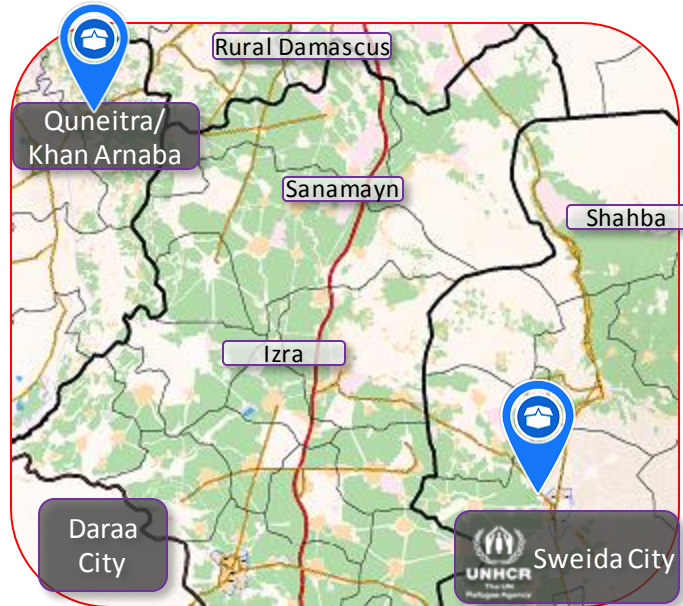 Rural Damascus
Quneitra/
Khan Arnaba
Sanamayn
Shahba
Izra
Daraa
City
UNHCR
The UN
Refugee Agency
Sweida City